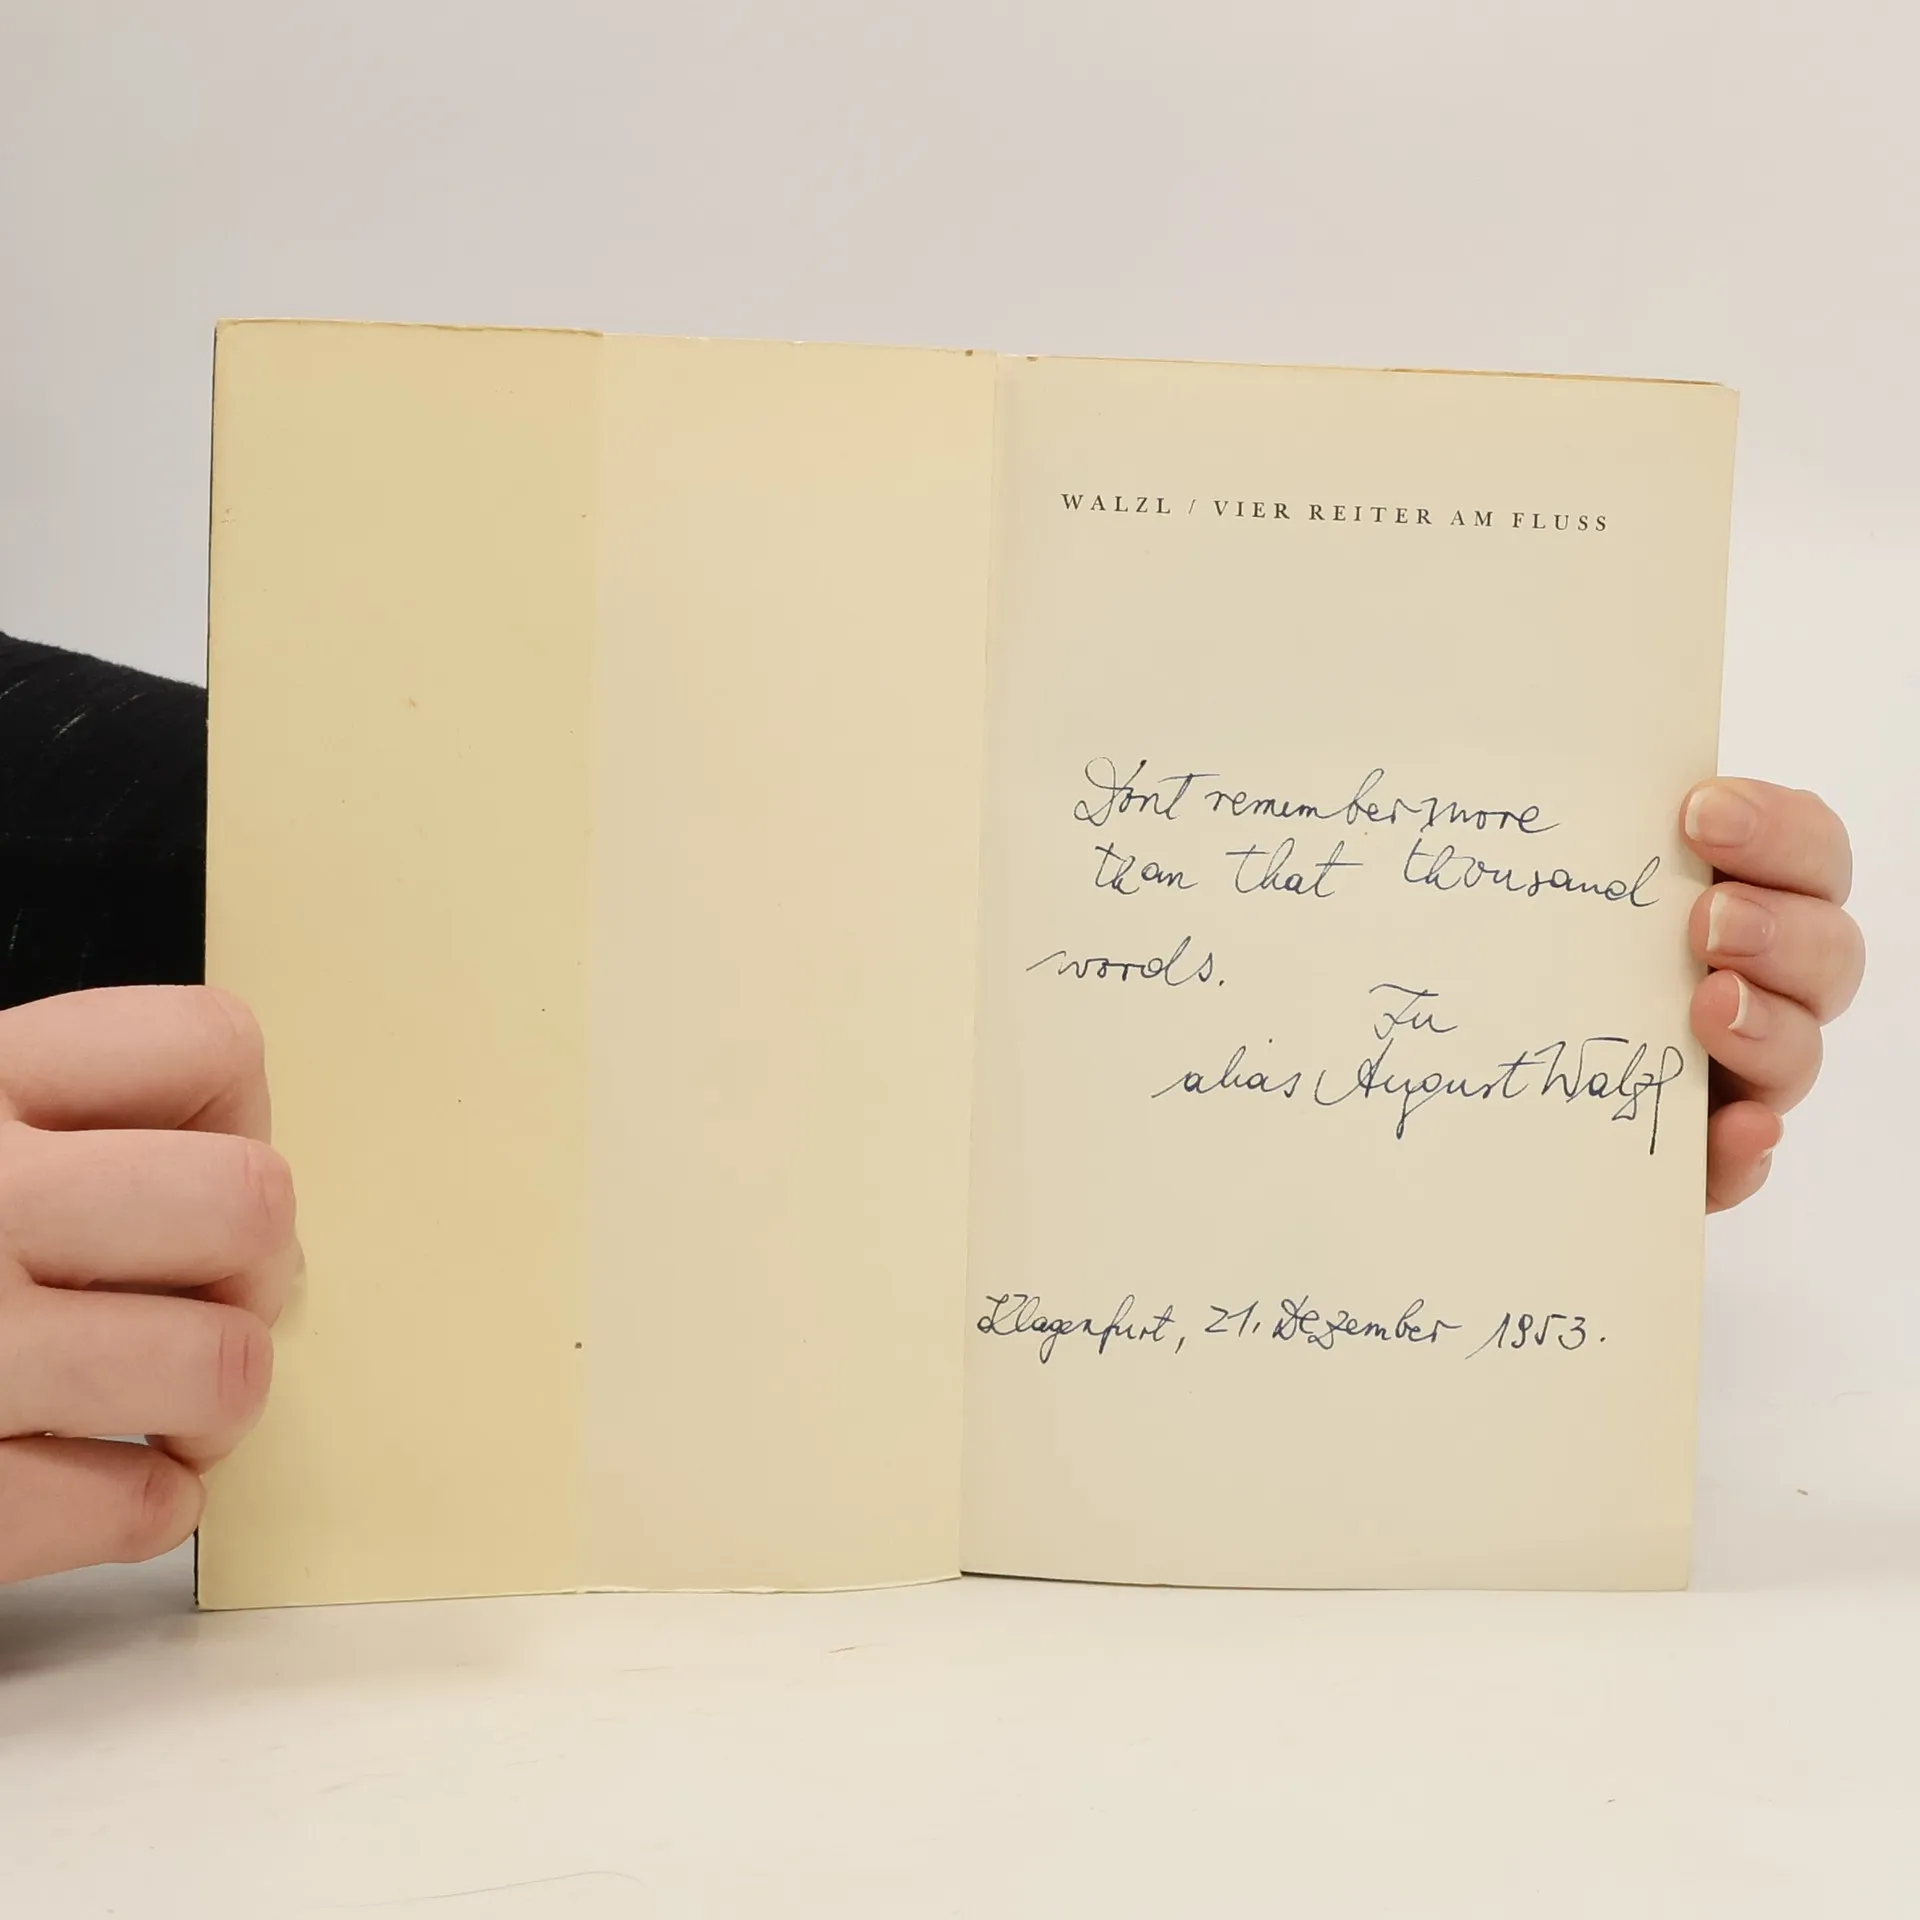 WALZL / VIER REITER AM FLUSS
Dont remember more
than that thousand
words.
Fu
alias August Walzl
Klagenfurt, 21. Dezember 1953.